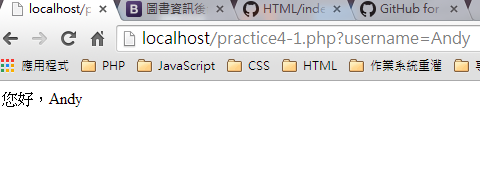 localhost/p
圖書資訊後
HTML/inde
GitHub for
localhost/practice4-1.php?username=Andy
應用程式 PHP JavaScript CSS HTML 作業系統重灌
您好，Andy